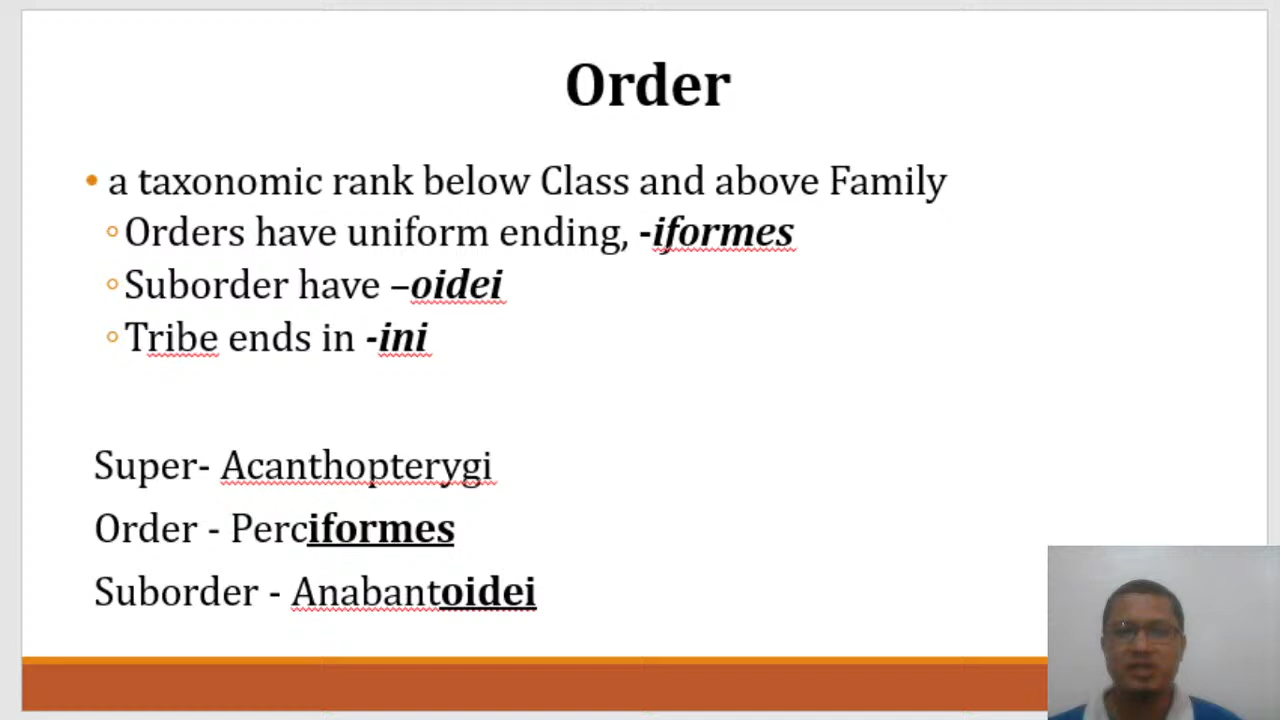 Order
• a taxonomic rank below Class and above Family
◦Orders have uniform ending, -iformes
◦Suborder have –oidei
◦Tribe ends in -ini
Super- Acanthopterygi
Order - Perciformes
Suborder - Anabantoidei